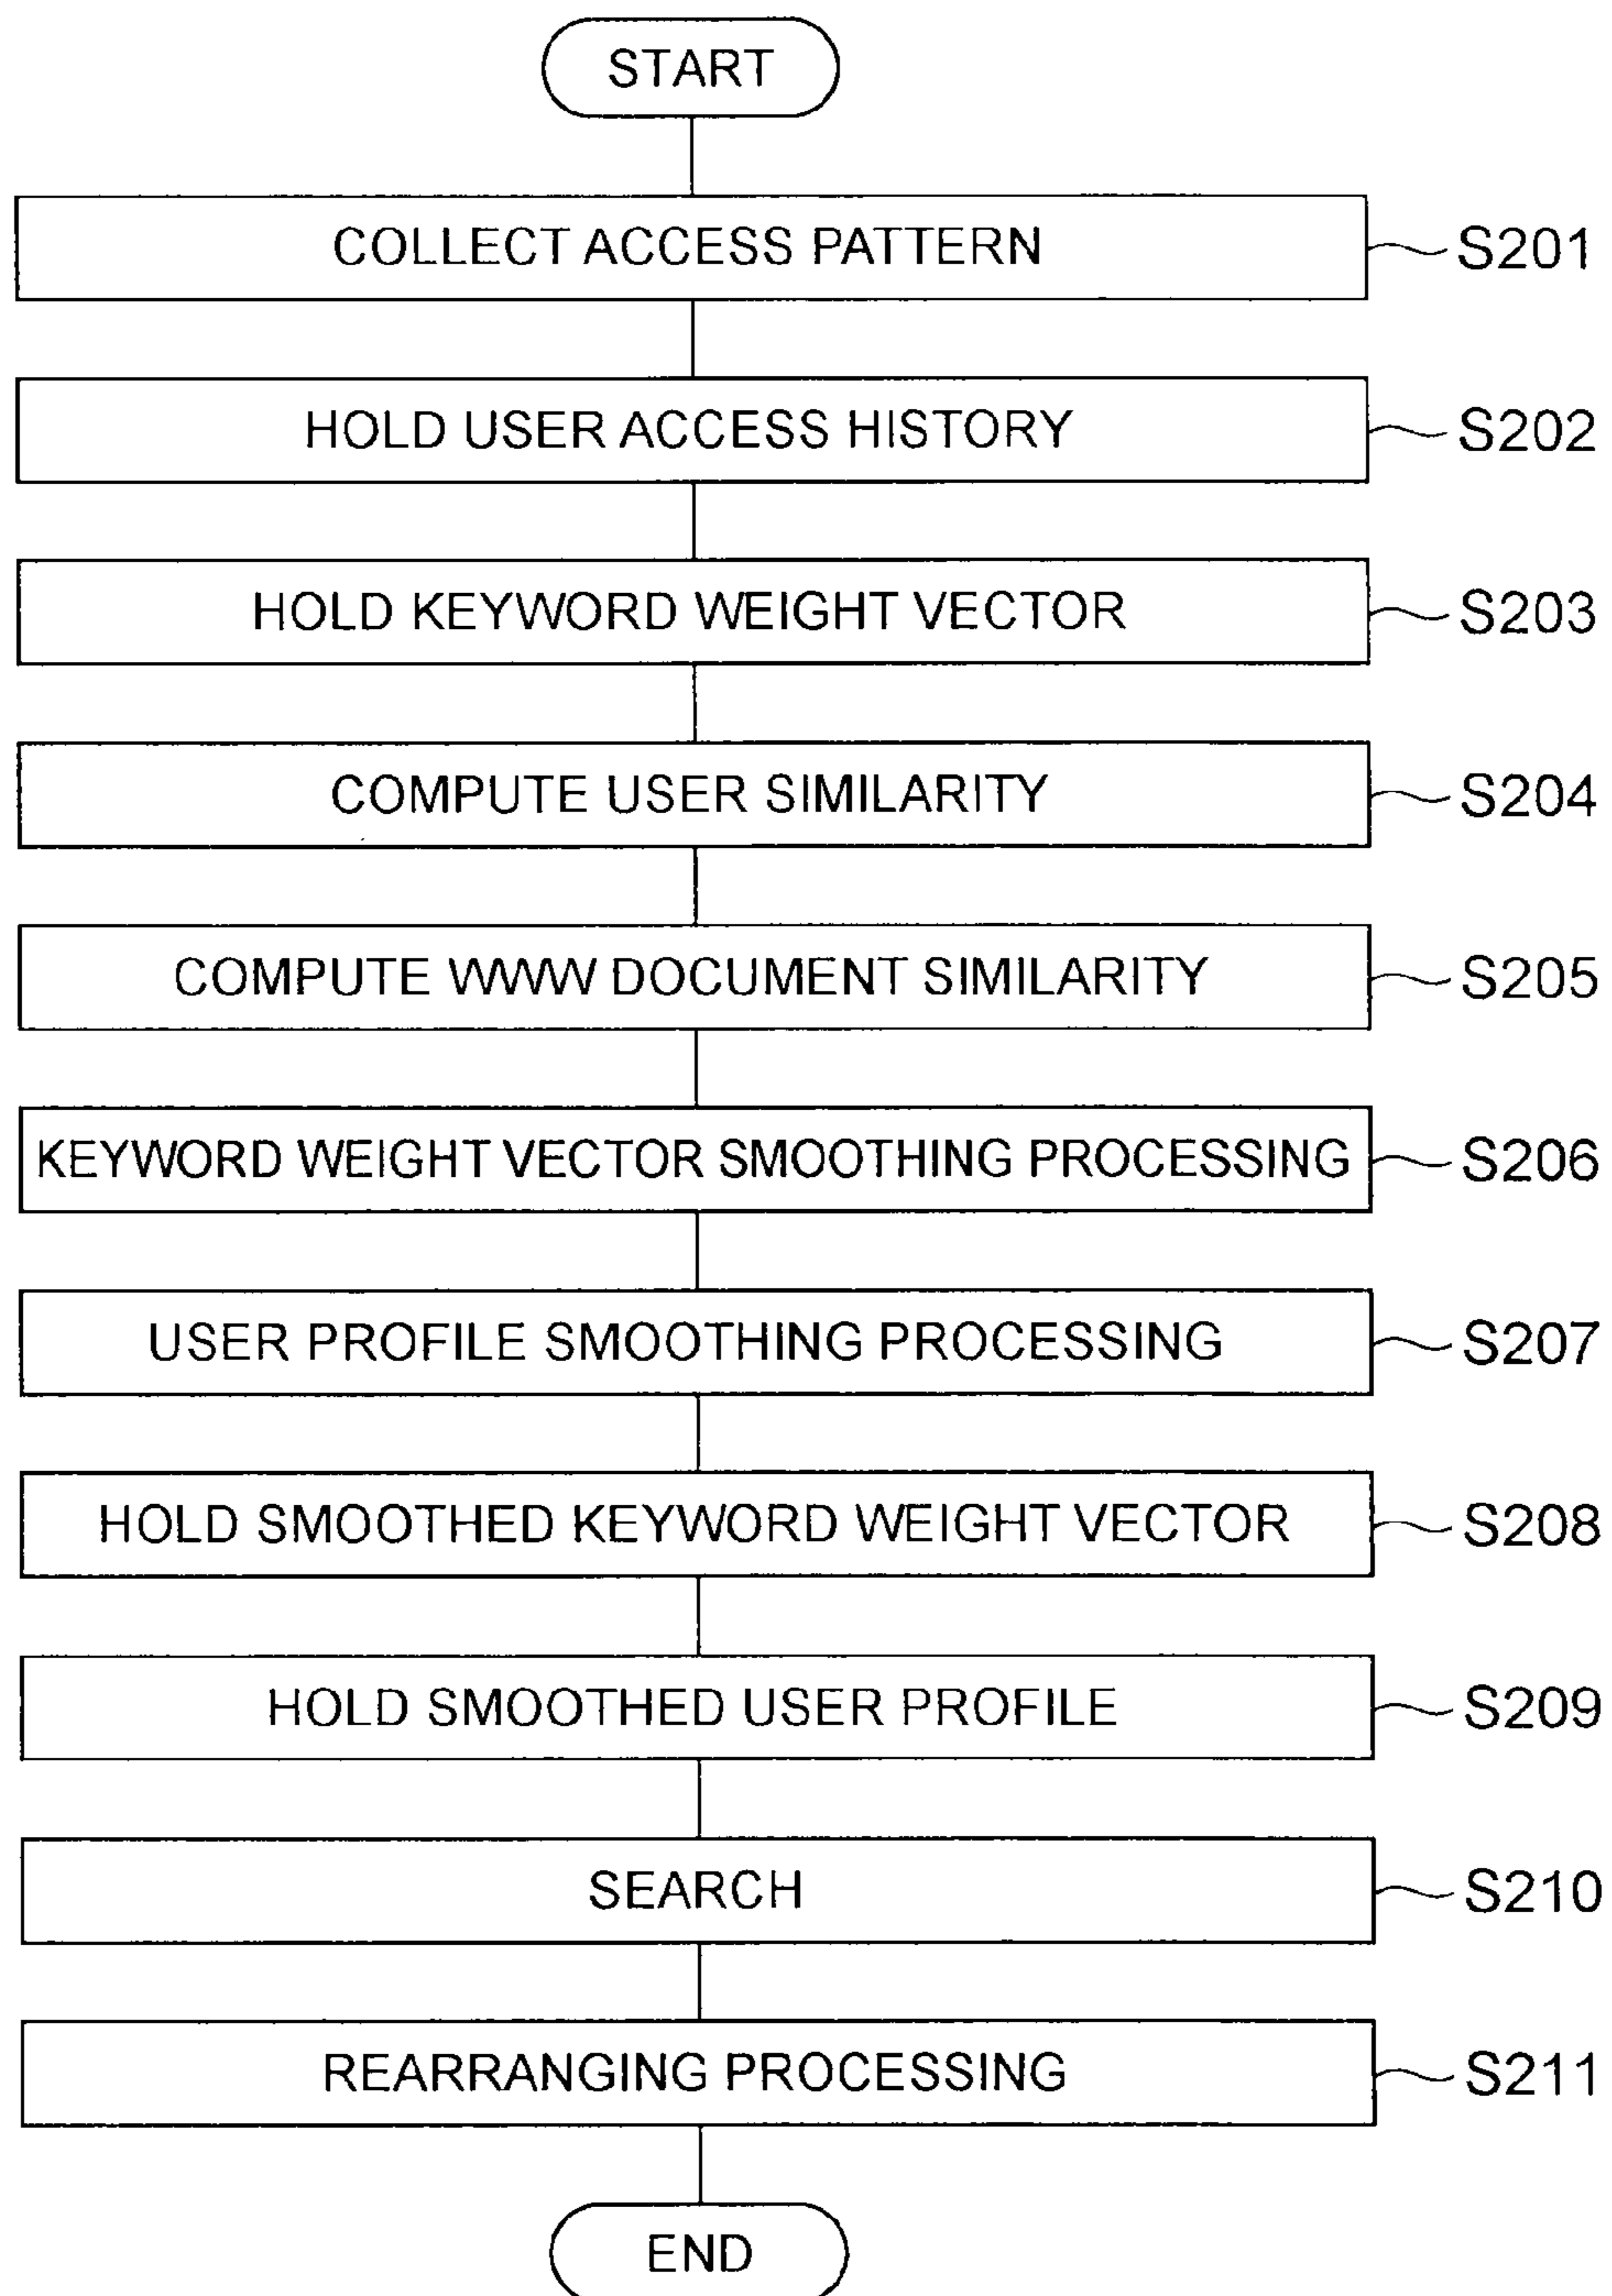 START
COLLECT ACCESS PATTERN S201
HOLD USER ACCESS HISTORY S202
HOLD KEYWORD WEIGHT VECTOR S203
COMPUTE USER SIMILARITY S204
COMPUTE WWW DOCUMENT SIMILARITY S205
KEYWORD WEIGHT VECTOR SMOOTHING PROCESSING S206
USER PROFILE SMOOTHING PROCESSING S207
HOLD SMOOTHED KEYWORD WEIGHT VECTOR S208
HOLD SMOOTHED USER PROFILE S209
SEARCH S210
REARRANGING PROCESSING S211
END